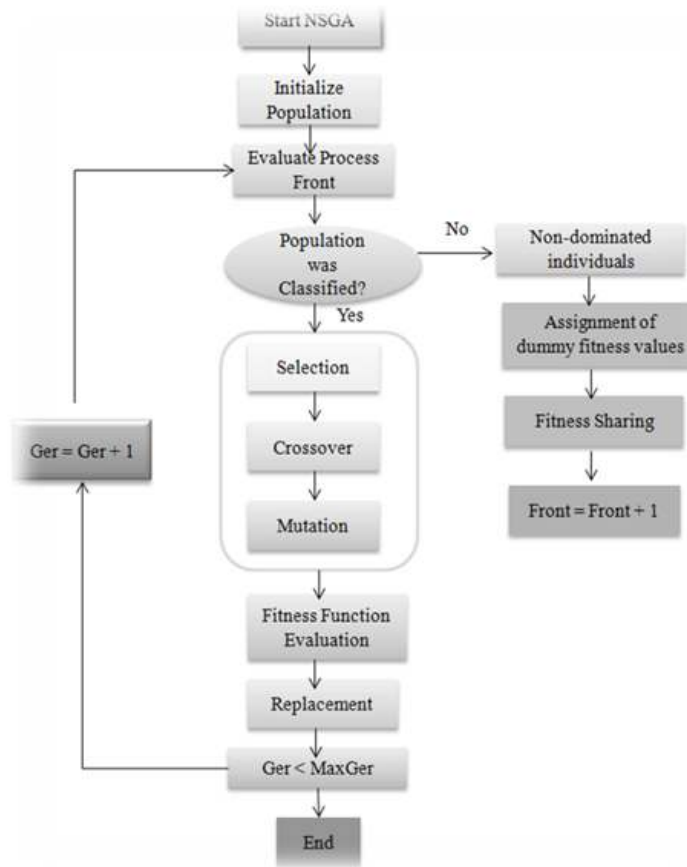 Start NSGA
Initialize
Population
Evaluate Process
Front
Population
was
Classified?
No
Non-dominated
individuals
Yes
Assignment of
dummy fitness values
Selection
Fitness Sharing
Ger = Ger + 1
Crossover
Front = Front + 1
Mutation
Fitness Function
Evaluation
Replacement
Ger < MaxGer
End